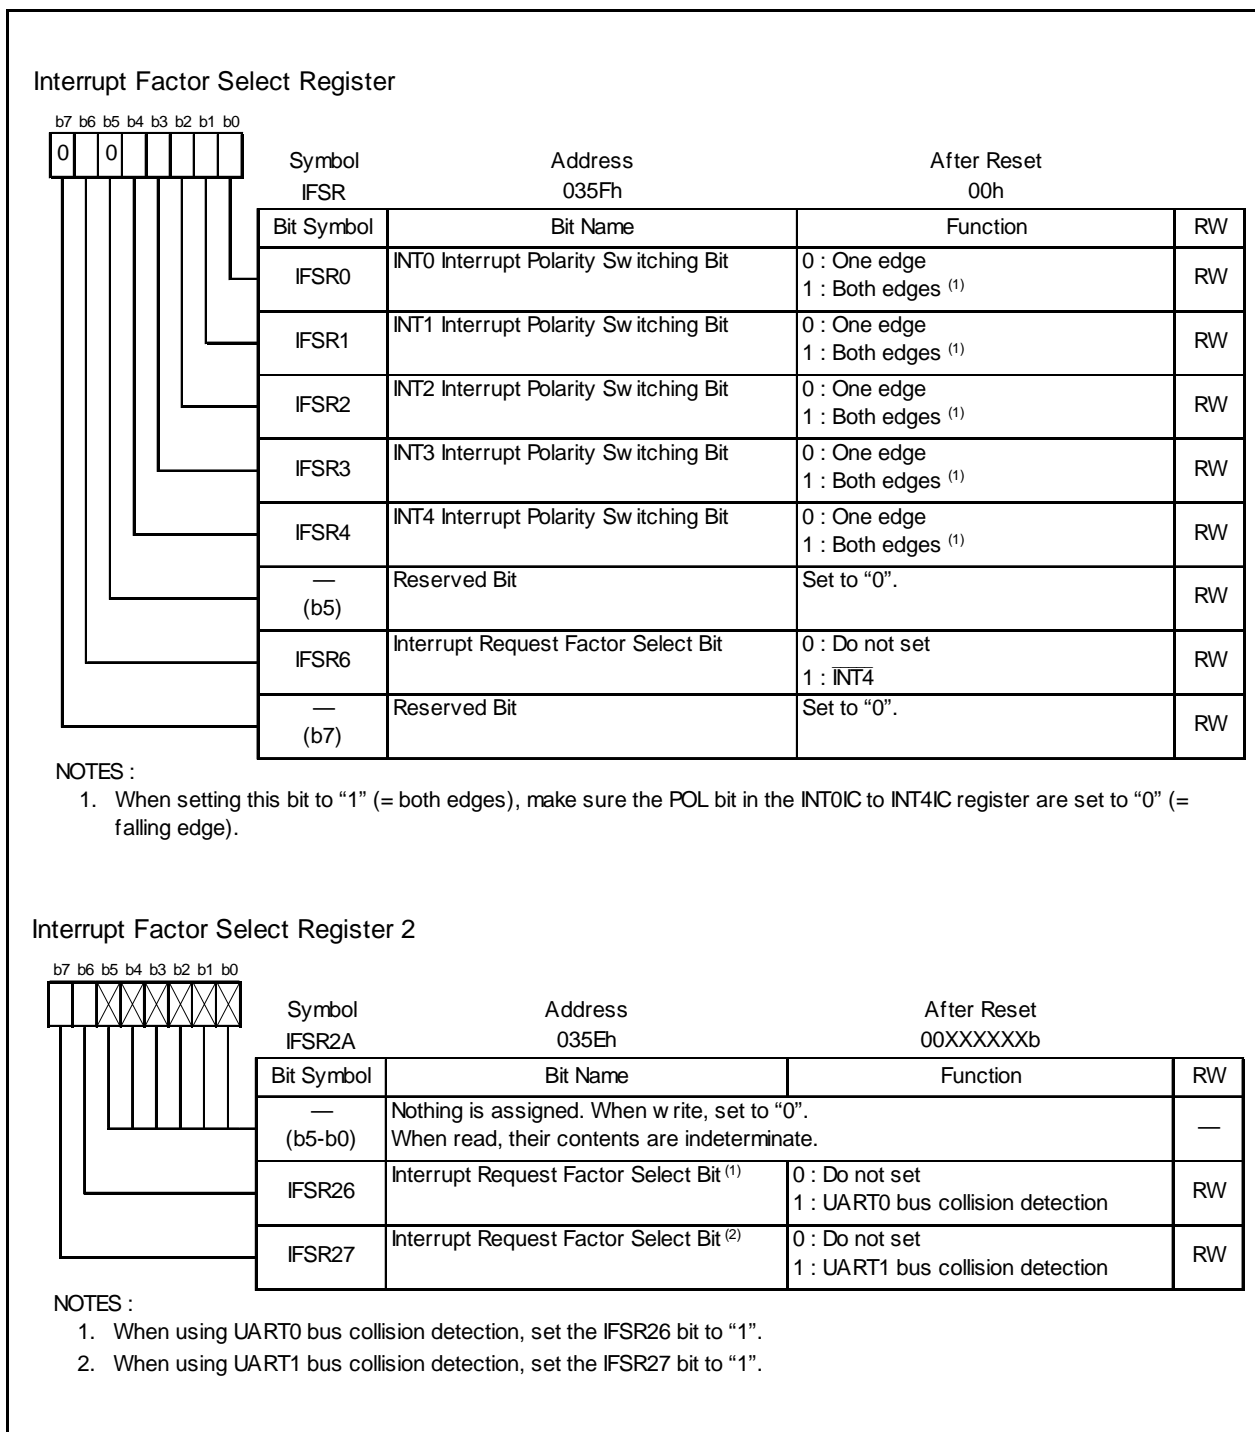 Interrupt Factor Select Register
b7 b6 b5 b4 b3 b2 b1 b0
0 0
Symbol Address After Reset
IFSR 035Fh 00h
Bit Symbol Bit Name Function RW
IFSR0 INT0 Interrupt Polarity Switching Bit 0 : One edge
1 : Both edges (1) RW
IFSR1 INT1 Interrupt Polarity Switching Bit 0 : One edge
1 : Both edges (1) RW
IFSR2 INT2 Interrupt Polarity Switching Bit 0 : One edge
1 : Both edges (1) RW
IFSR3 INT3 Interrupt Polarity Switching Bit 0 : One edge
1 : Both edges (1) RW
IFSR4 INT4 Interrupt Polarity Switching Bit 0 : One edge
1 : Both edges (1) RW
— Reserved Bit Set to “0”.
(b5) RW
IFSR6 Interrupt Request Factor Select Bit 0 : Do not set
1 : INT4 RW
— Reserved Bit Set to “0”.
(b7) RW
NOTES :
1. When setting this bit to “1” (= both edges), make sure the POL bit in the INT0IC to INT4IC register are set to “0” (=
falling edge).
Interrupt Factor Select Register 2
b7 b6 b5 b4 b3 b2 b1 b0
Symbol Address After Reset
IFSR2A 035Eh 00XXXXXXb
Bit Symbol Bit Name Function RW
— Nothing is assigned. When write, set to “0”.
(b5-b0) When read, their contents are indeterminate. —
IFSR26 Interrupt Request Factor Select Bit (1) 0 : Do not set
1 : UART0 bus collision detection RW
IFSR27 Interrupt Request Factor Select Bit (2) 0 : Do not set
1 : UART1 bus collision detection RW
NOTES :
1. When using UART0 bus collision detection, set the IFSR26 bit to “1”.
2. When using UART1 bus collision detection, set the IFSR27 bit to “1”.